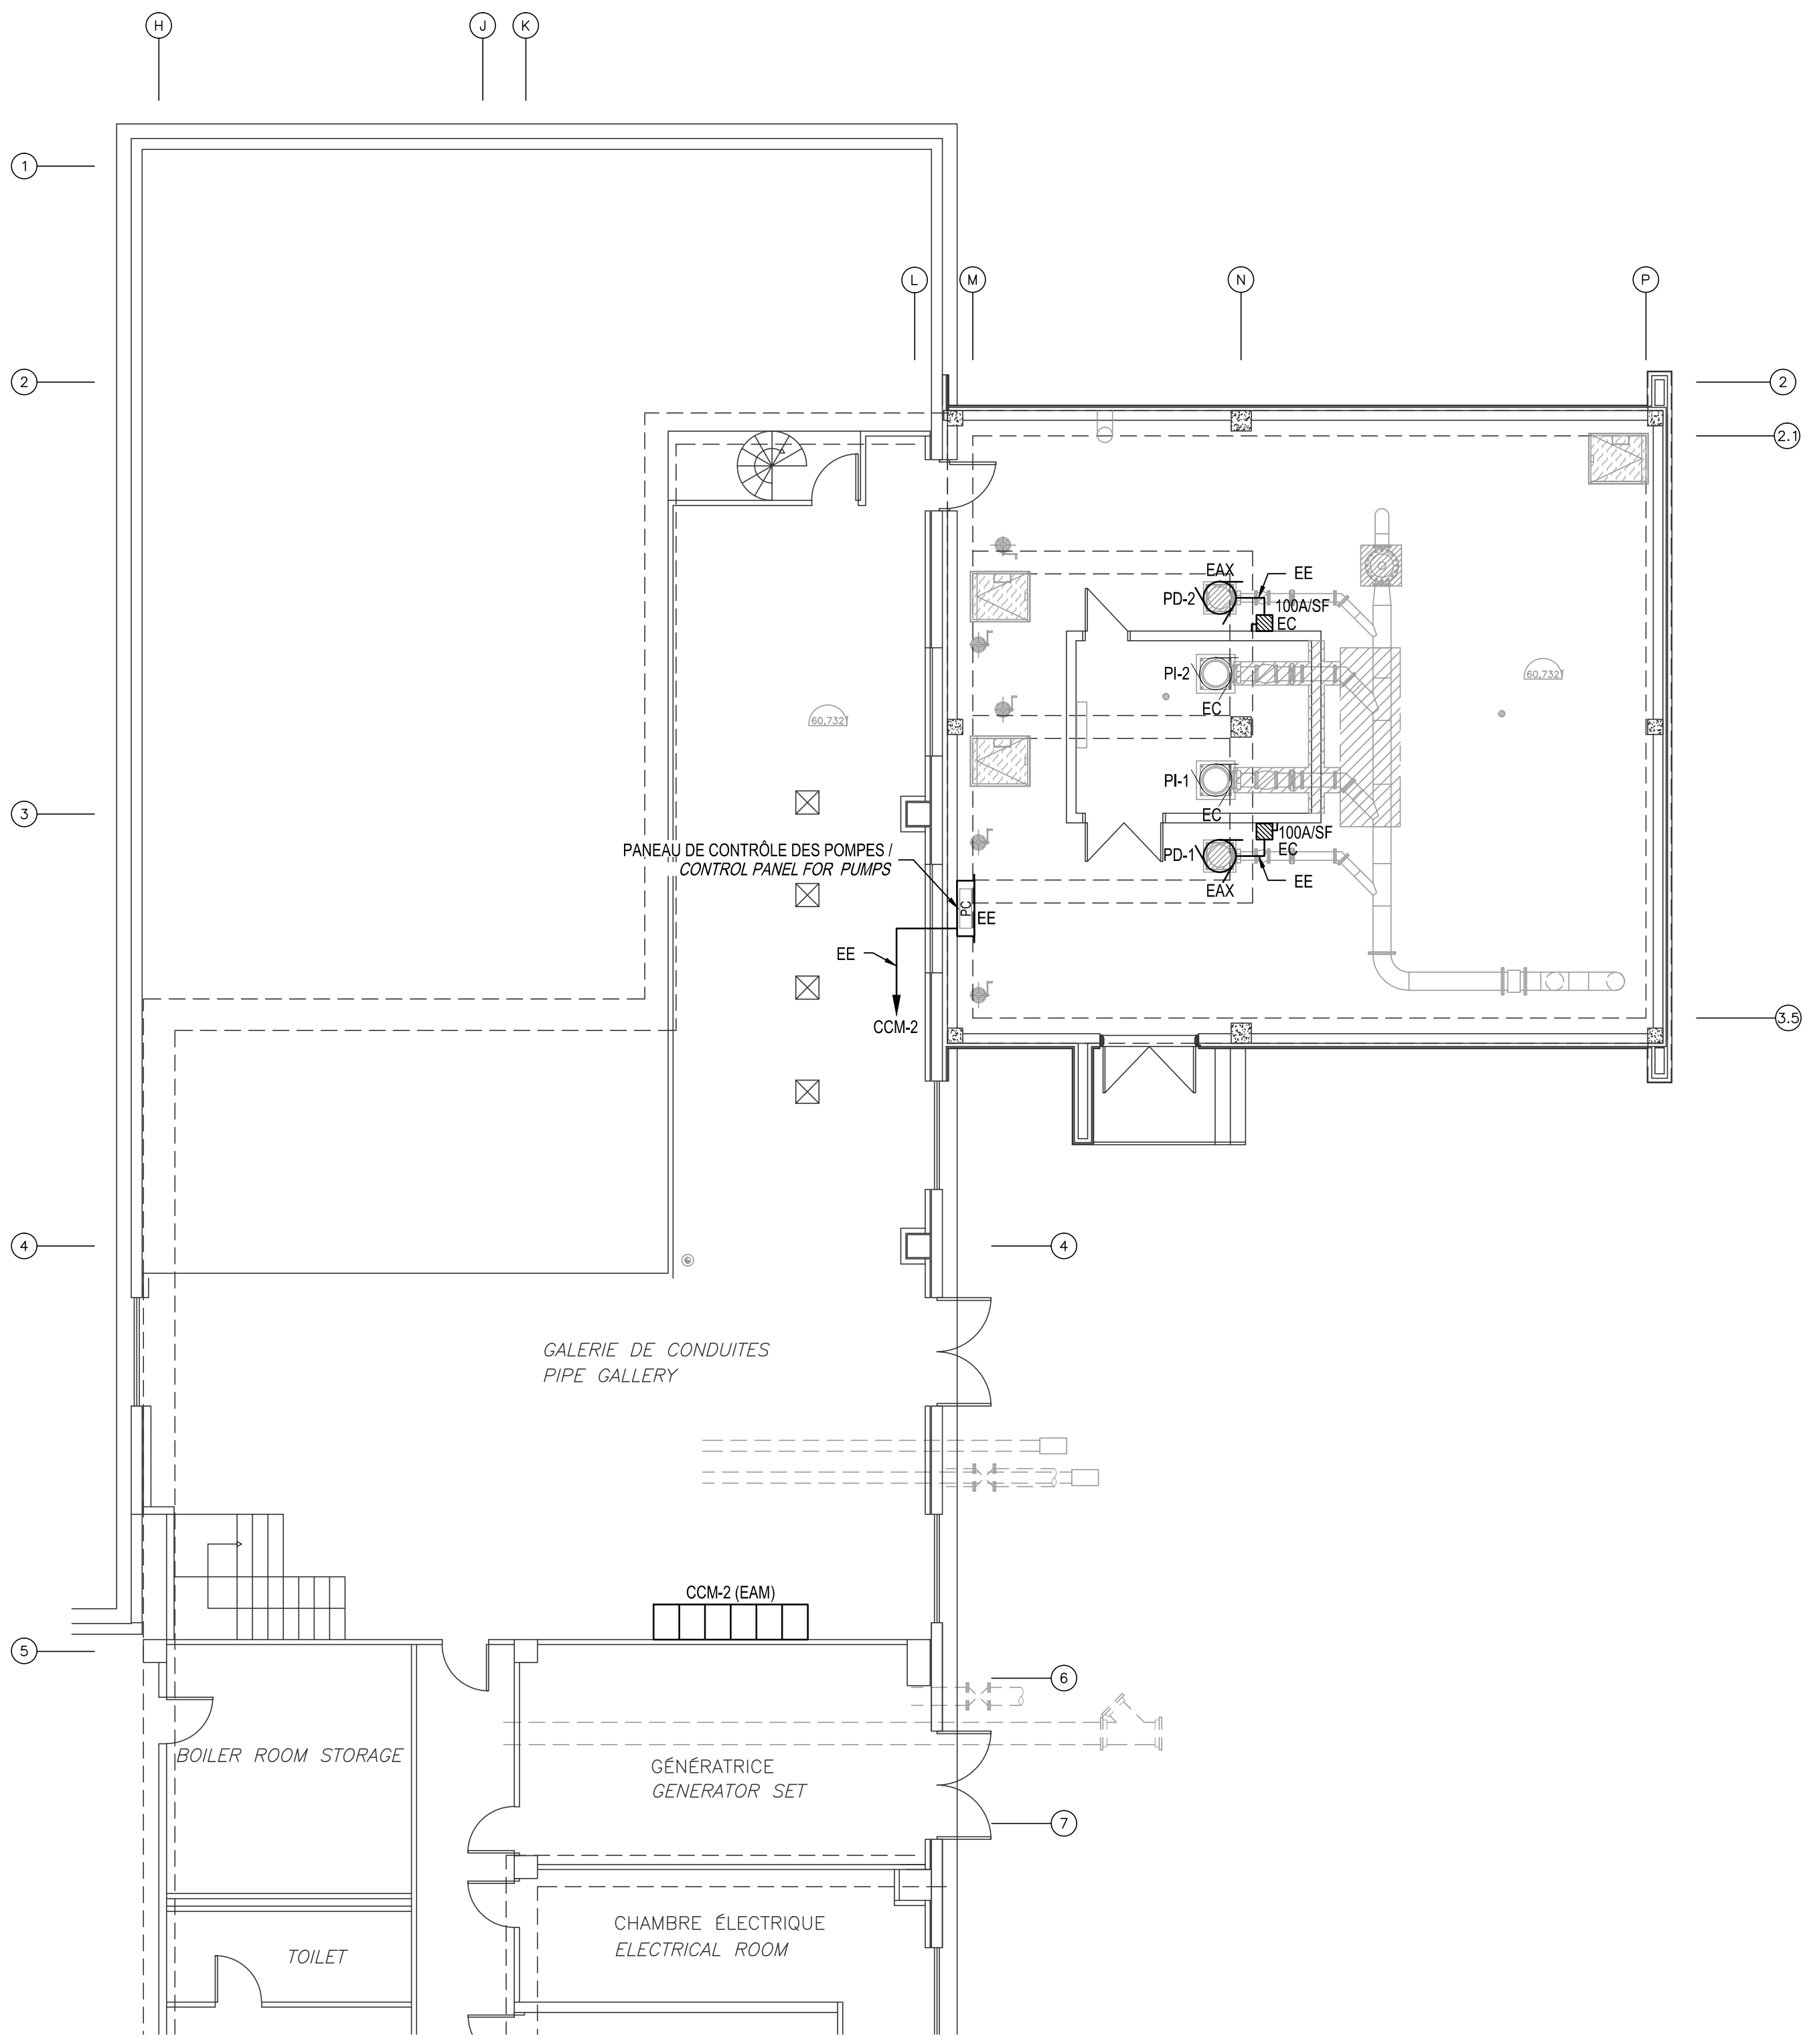 H
J
K
1
L
M
N
P
2
2
2.1
EAX
EE
PD-2
100A/SF
EC
PI-2
60,732
EC
60,732
PI-1
3
EC
100A/SF
PANEAU DE CONTRÔLE DES POMPES /
CONTROL PANEL FOR PUMPS
PD-1
EC
EE
EAX
PC
EE
EE
CCM-2
3.5
4
4
GALERIE DE CONDUITES
PIPE GALLERY
CCM-2 (EAM)
5
6
BOILER ROOM STORAGE
GÉNÉRATRICE
GENERATOR SET
7
CHAMBRE ÉLECTRIQUE
ELECTRICAL ROOM
TOILET